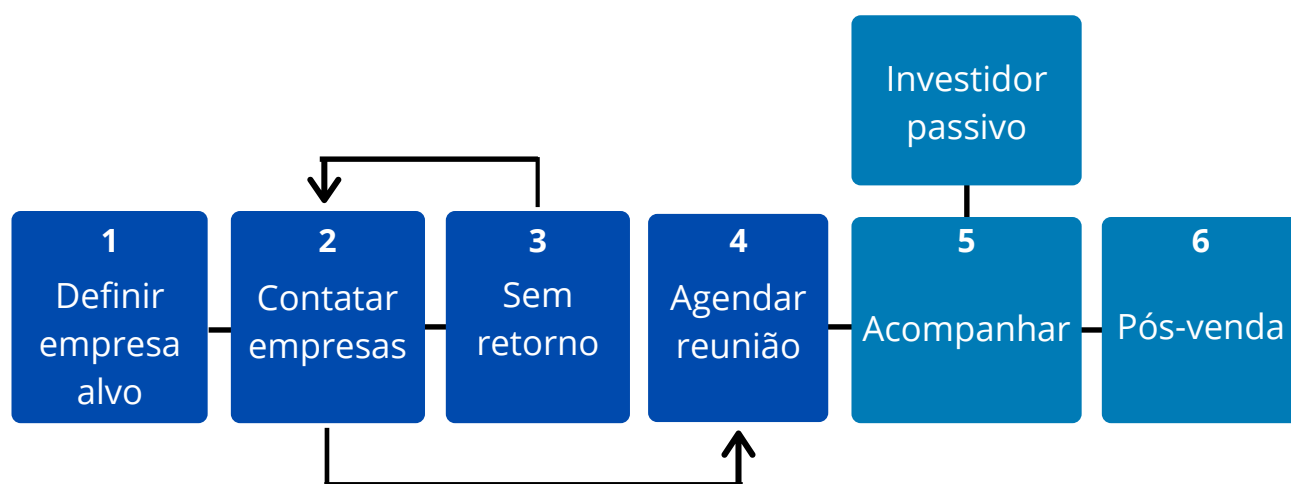 Investidor
passivo
1
Definir
empresa
alvo
2
Contatar
empresas
3
Sem
retorno
4
Agendar
reunião
5
Acompanhar
6
Pós-venda